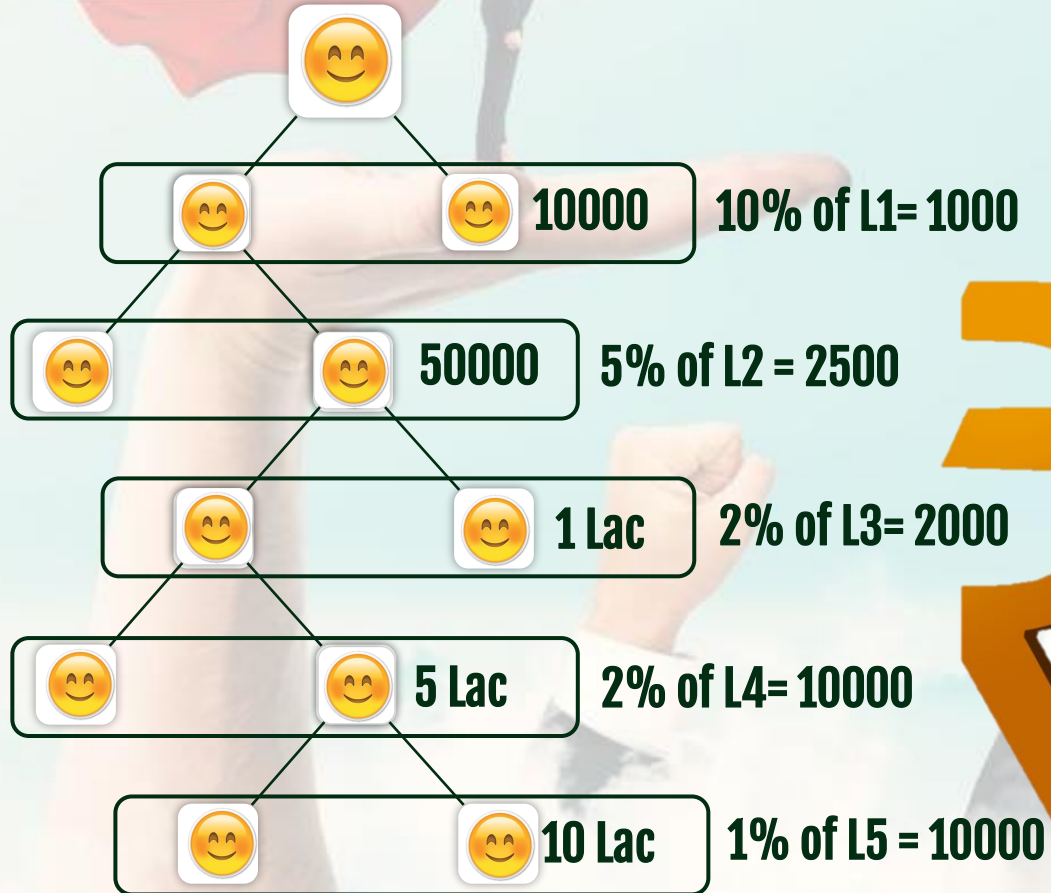 10000 10% of L1= 1000
50000 5% of L2 = 2500
1 Lac 2% of L3= 2000
5 Lac 2% of L4= 10000
10 Lac 1% of L5 = 10000